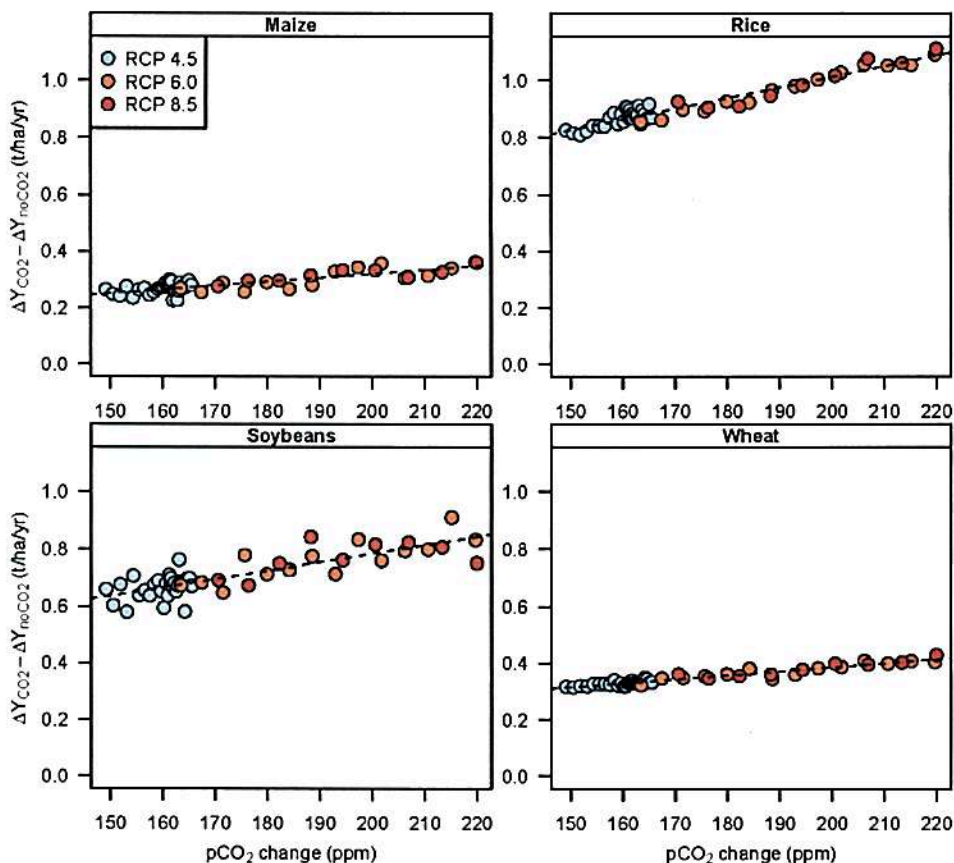 Maize
Rice
RCP 4.5
RCP 6.0
RCP 8.5
1.0
0.8
0.6
0.4
0.2
0.0
ΔY_CO2 − ΔY_noCO2 (t/ha/yr)
150 160 170 180 190 200 210 220
1.0
0.8
0.6
0.4
0.2
0.0
150 160 170 180 190 200 210 220
Soybeans
Wheat
1.0
0.8
0.6
0.4
0.2
0.0
ΔY_CO2 − ΔY_noCO2 (t/ha/yr)
150 160 170 180 190 200 210 220
pCO₂ change (ppm)
1.0
0.8
0.6
0.4
0.2
0.0
150 160 170 180 190 200 210 220
pCO₂ change (ppm)